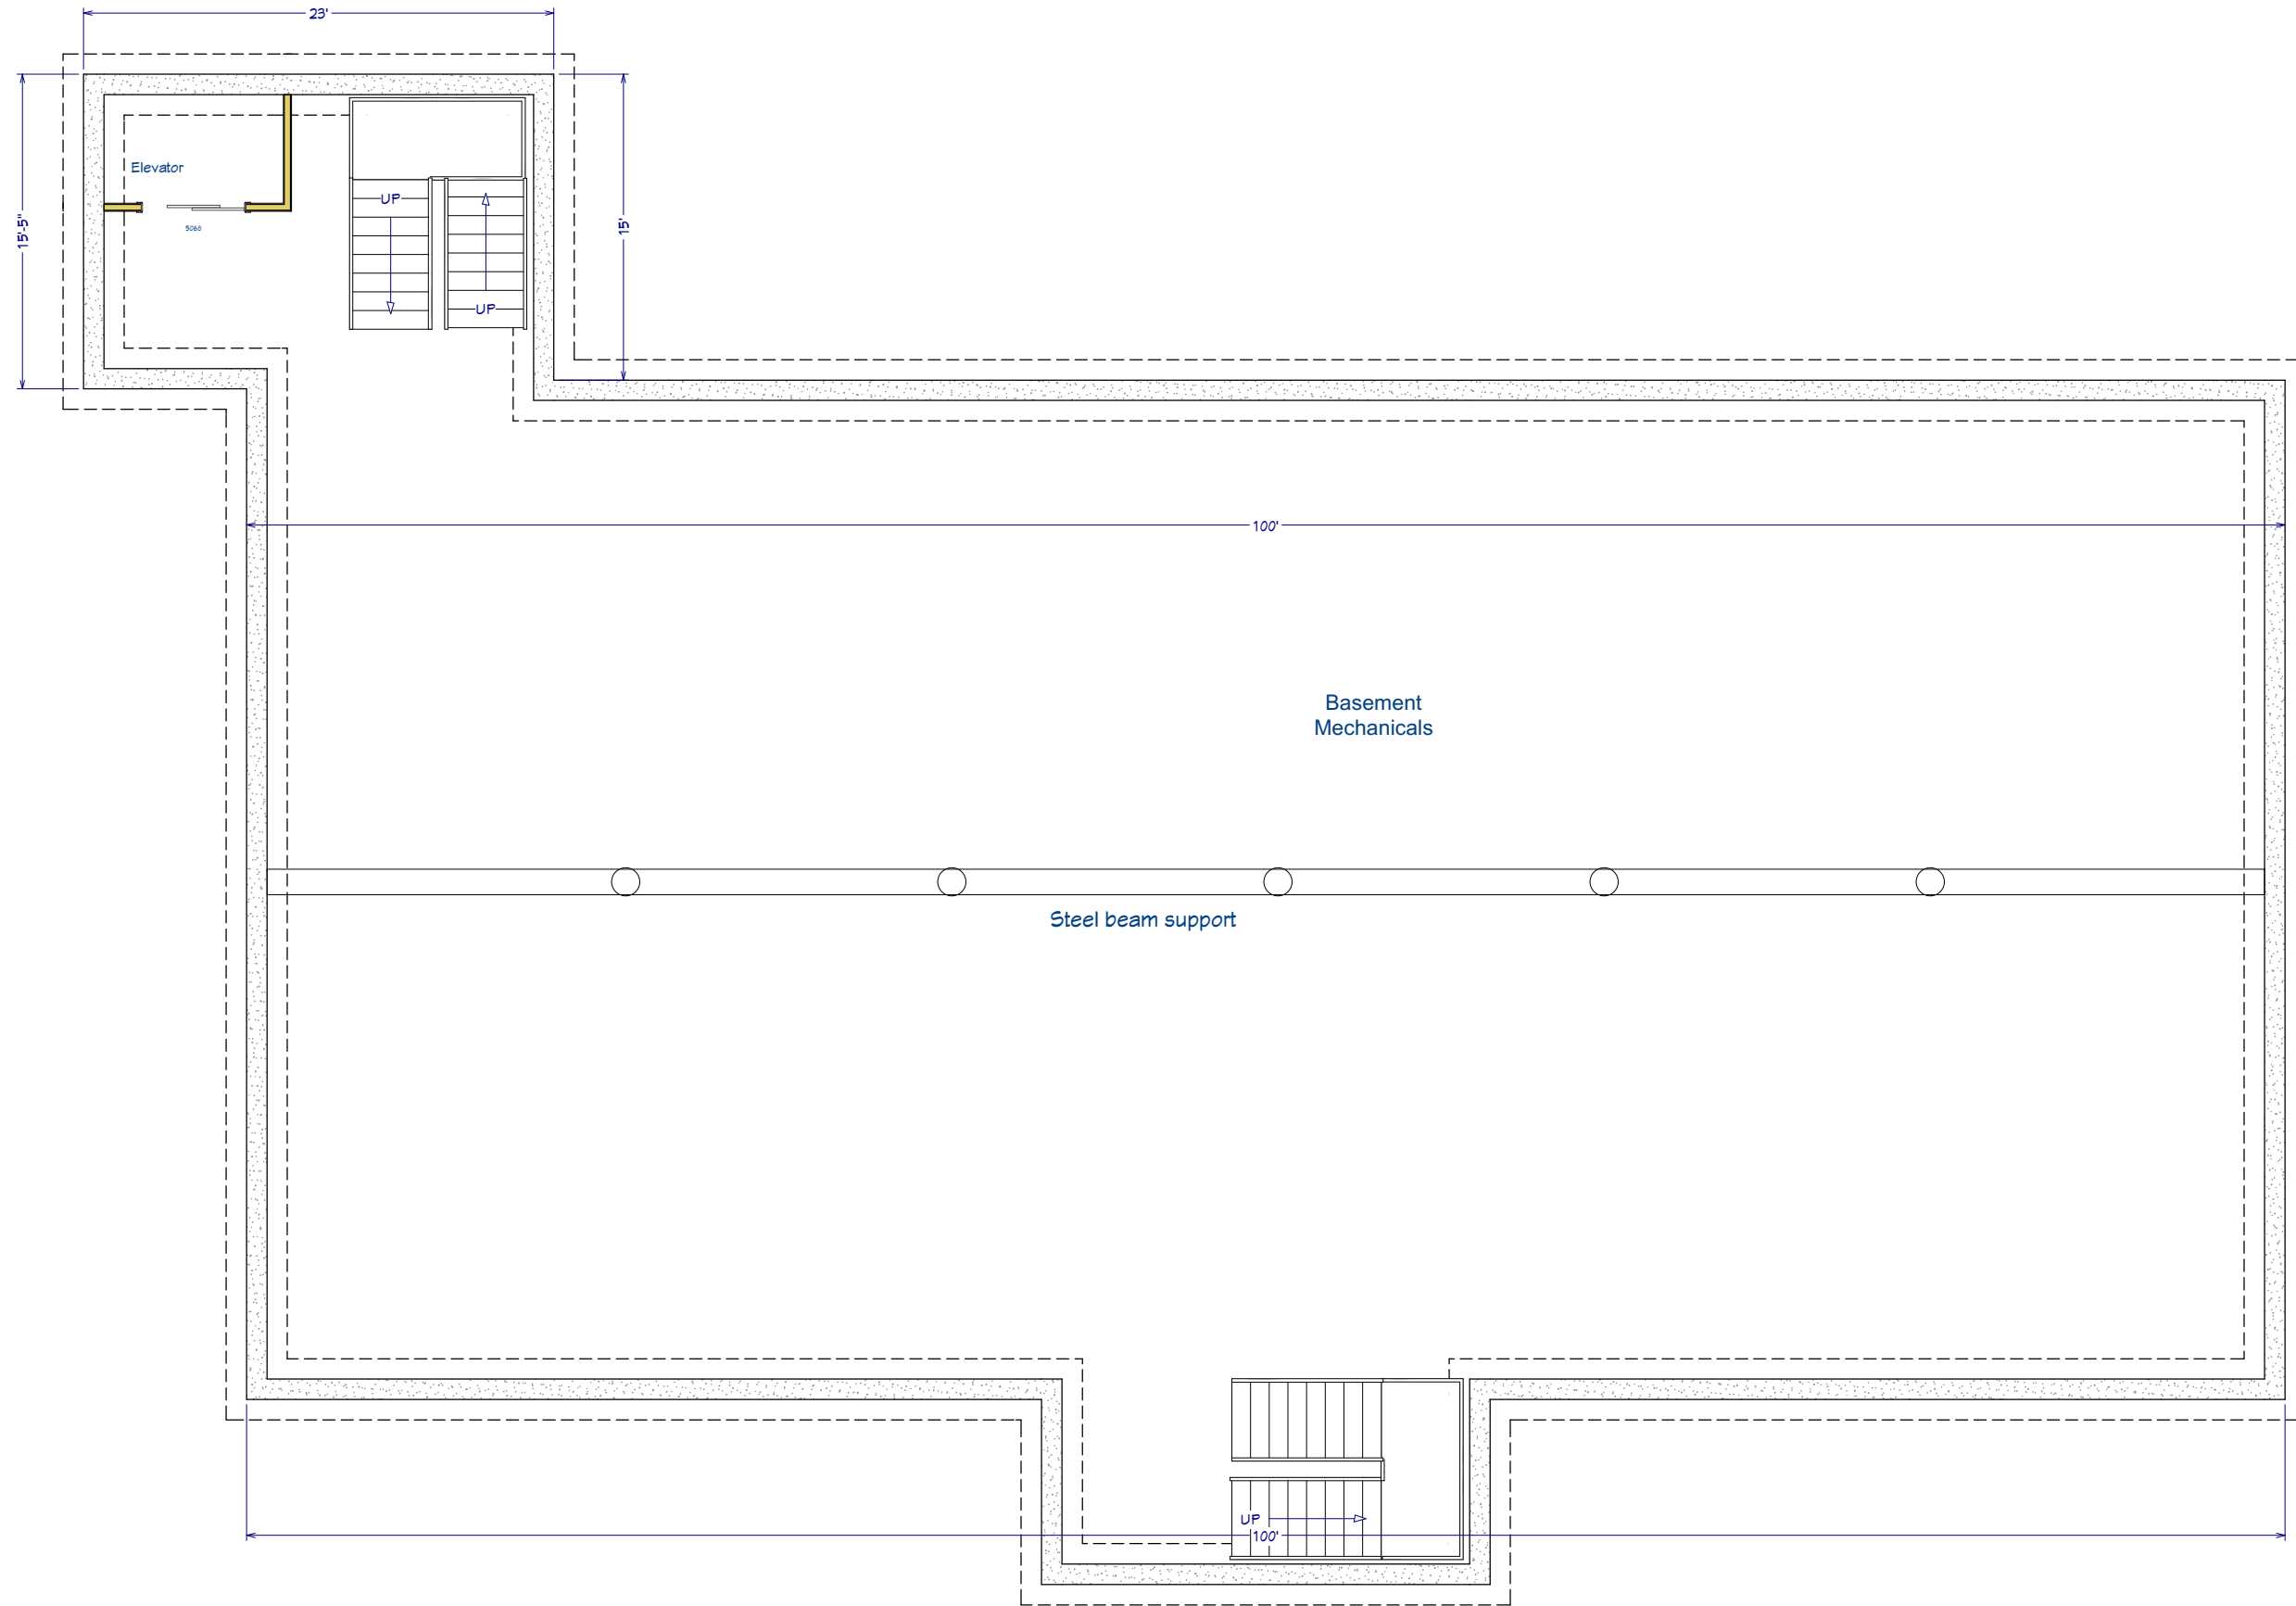 23'
Elevator
UP
15'-5"
15'
5068
UP
100'
Basement
Mechanicals
Steel beam support
UP
100'